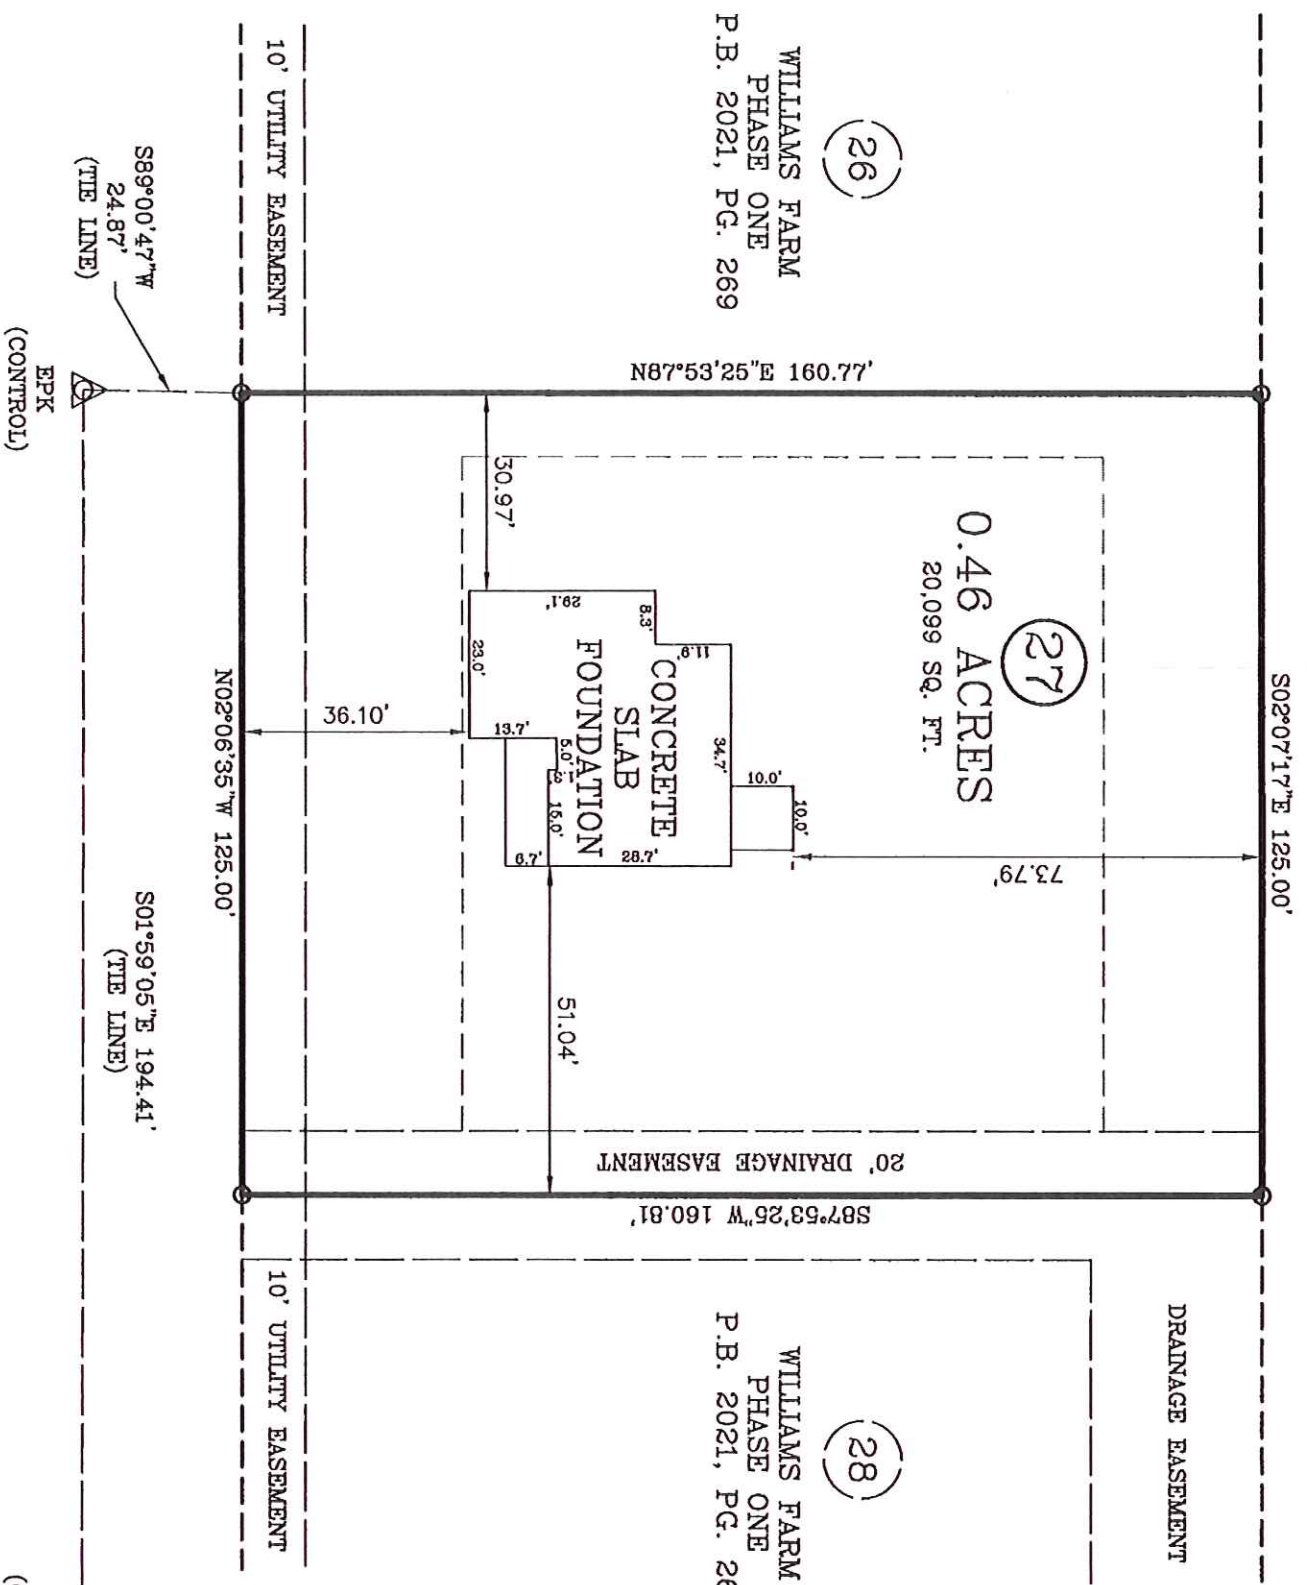 S02°07'17"E 125.00'
DRAINAGE EASEMENT
26
WILLIAMS FARM
PHASE ONE
P.B. 2021, PG. 269
N87°53'25"E 160.77'
27
0.46 ACRES
20,099 SQ. FT.
73.79'
10.0'
10.0'
34.7'
11.9'
8.3'
29.1'
23.0'
13.7'
5.0'
15.0'
6.7'
28.7'
CONCRETE
SLAB
FOUNDATION
30.97'
36.10'
51.04'
20' DRAINAGE EASEMENT
S87°53'25"W 160.81'
28
WILLIAMS FARM
PHASE ONE
P.B. 2021, PG.
10' UTILITY EASEMENT
10' UTILITY EASEMENT
N02°06'35"W 125.00'
S89°00'47"W
24.87'
(TIE LINE)
S01°59'05"E 194.41'
(TIE LINE)
EPK
(CONTROL)